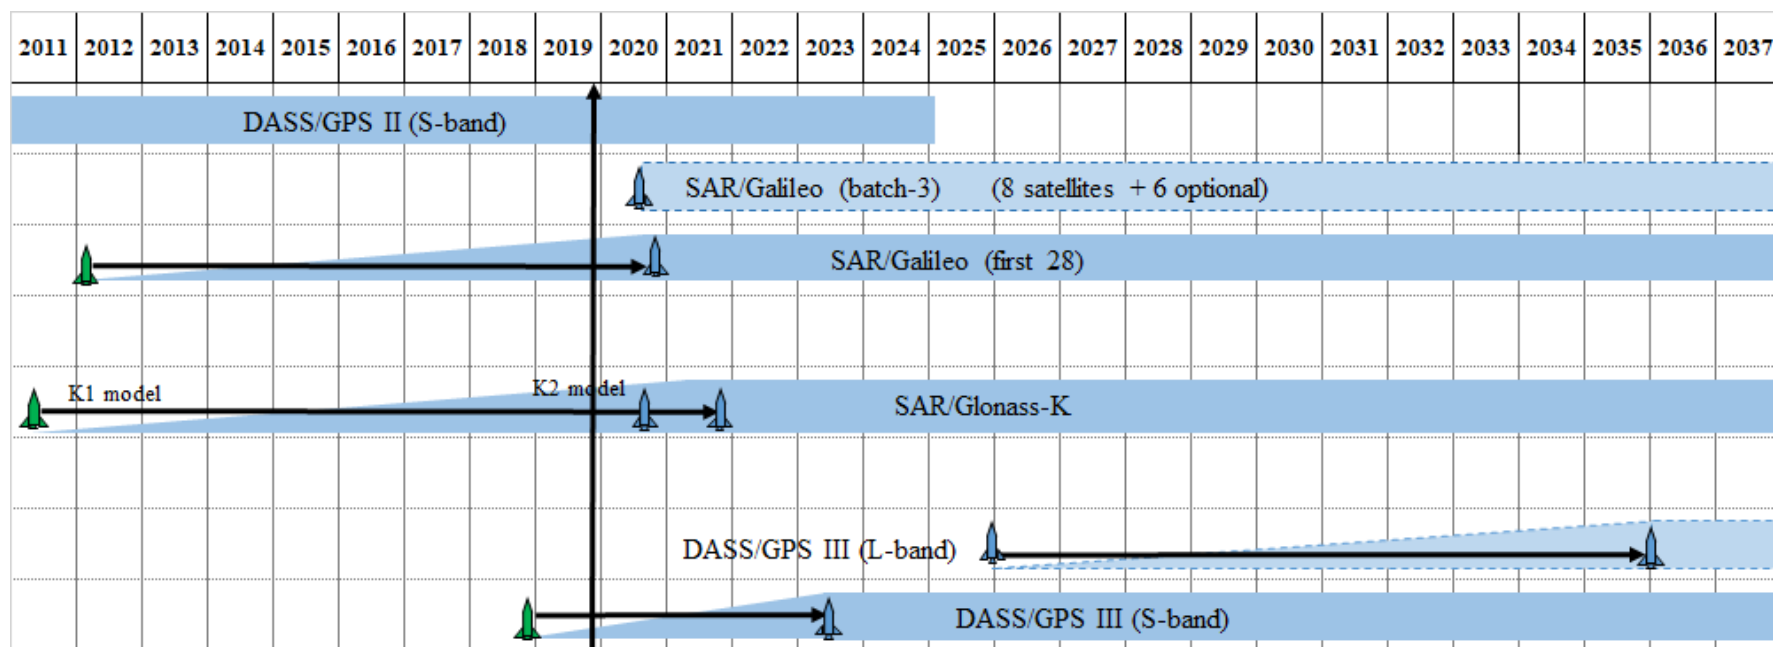 2011 2012 2013 2014 2015 2016 2017 2018 2019 2020 2021 2022 2023 2024 2025 2026 2027 2028 2029 2030 2031 2032 2033 2034 2035 2036 2037
DASS/GPS II (S-band)
SAR/Galileo (batch-3) (8 satellites + 6 optional)
SAR/Galileo (first 28)
K1 model K2 model
SAR/Glonass-K
DASS/GPS III (L-band)
DASS/GPS III (S-band)